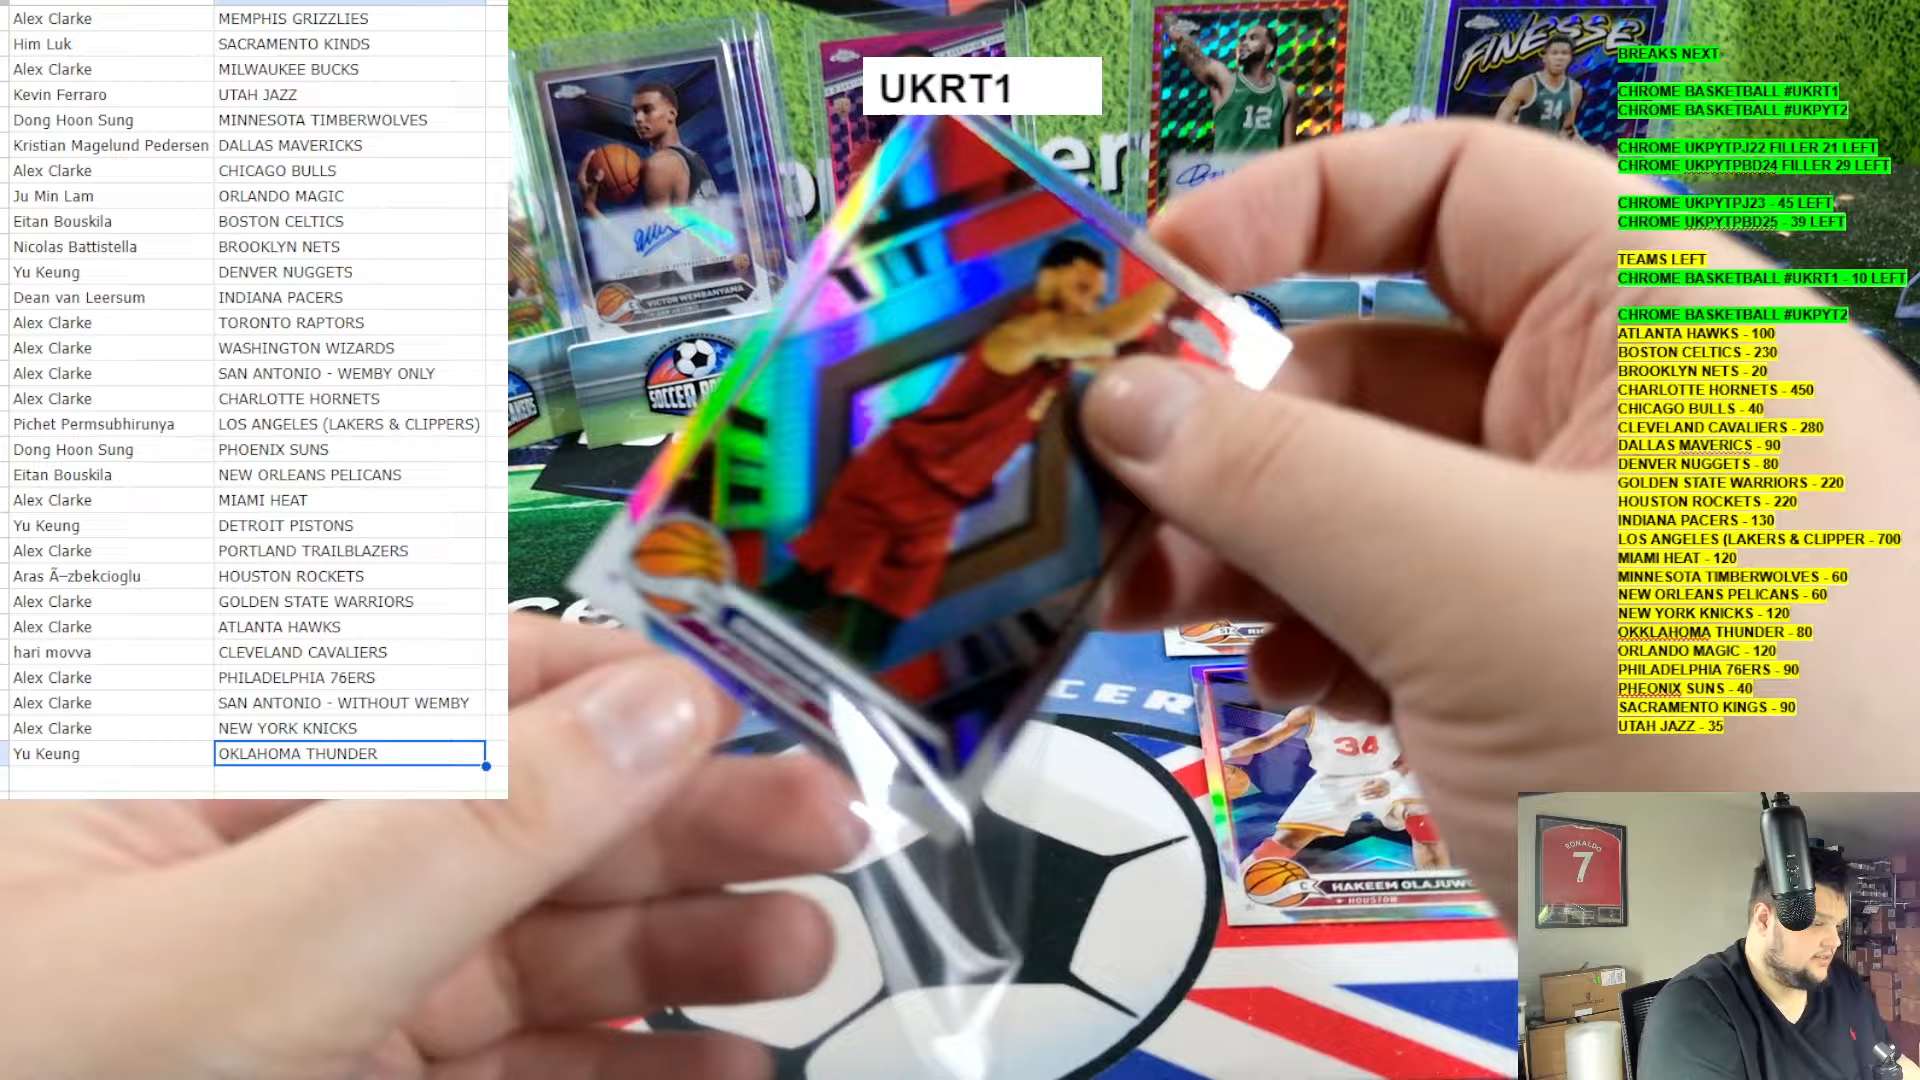 Alex Clarke MEMPHIS GRIZZLIES
Him Luk SACRAMENTO KINDS
Alex Clarke MILWAUKEE BUCKS
Kevin Ferraro UTAH JAZZ
Dong Hoon Sung MINNESOTA TIMBERWOLVES
Kristian Magelund Pedersen DALLAS MAVERICKS
Alex Clarke CHICAGO BULLS
Ju Min Lam ORLANDO MAGIC
Eitan Bouskila BOSTON CELTICS
Nicolas Battistella BROOKLYN NETS
Yu Keung DENVER NUGGETS
Dean van Leersum INDIANA PACERS
Alex Clarke TORONTO RAPTORS
Alex Clarke WASHINGTON WIZARDS
Alex Clarke SAN ANTONIO - WEMBY ONLY
Alex Clarke CHARLOTTE HORNETS
Pichet Permsubhirunya LOS ANGELES (LAKERS & CLIPPERS)
Dong Hoon Sung PHOENIX SUNS
Eitan Bouskila NEW ORLEANS PELICANS
Alex Clarke MIAMI HEAT
Yu Keung DETROIT PISTONS
Alex Clarke PORTLAND TRAILBLAZERS
Aras Ã–zbekcioglu HOUSTON ROCKETS
Alex Clarke GOLDEN STATE WARRIORS
Alex Clarke ATLANTA HAWKS
hari movva CLEVELAND CAVALIERS
Alex Clarke PHILADELPHIA 76ERS
Alex Clarke SAN ANTONIO - WITHOUT WEMBY
Alex Clarke NEW YORK KNICKS
Yu Keung OKLAHOMA THUNDER
UKRT1
FINESSE
12
34
VICTOR WEMBANYAMA
SOCCER
CER
34
HAKEEM OLAJUW
HOUSTON
BREAKS NEXT
CHROME BASKETBALL #UKRT1
CHROME BASKETBALL #UKPYT2
CHROME UKPYTPJ22 FILLER 21 LEFT
CHROME UKPYTPBD24 FILLER 29 LEFT
CHROME UKPYTPJ23 - 45 LEFT
CHROME UKPYTPBD25 - 39 LEFT
TEAMS LEFT
CHROME BASKETBALL #UKRT1 - 10 LEFT
CHROME BASKETBALL #UKPYT2
ATLANTA HAWKS - 100
BOSTON CELTICS - 230
BROOKLYN NETS - 20
CHARLOTTE HORNETS - 450
CHICAGO BULLS - 40
CLEVELAND CAVALIERS - 280
DALLAS MAVERICS - 90
DENVER NUGGETS - 80
GOLDEN STATE WARRIORS - 220
HOUSTON ROCKETS - 220
INDIANA PACERS - 130
LOS ANGELES (LAKERS & CLIPPER - 700
MIAMI HEAT - 120
MINNESOTA TIMBERWOLVES - 60
NEW ORLEANS PELICANS - 60
NEW YORK KNICKS - 120
OKKLAHOMA THUNDER - 80
ORLANDO MAGIC - 120
PHILADELPHIA 76ERS - 90
PHEONIX SUNS - 40
SACRAMENTO KINGS - 90
UTAH JAZZ - 35
RONALDO
7